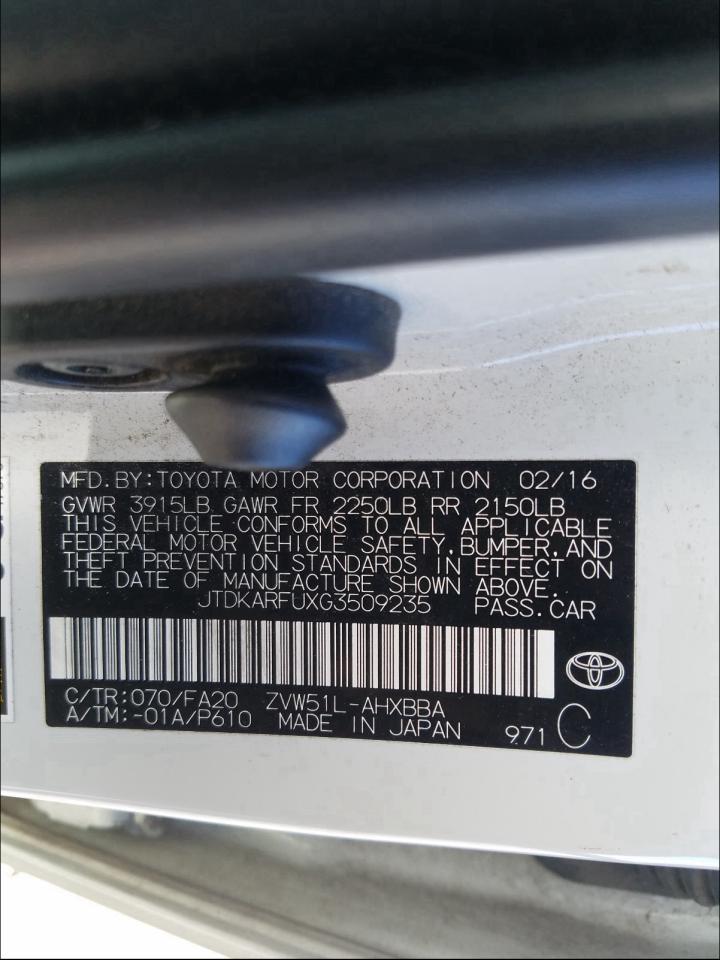 MFD. BY: TOYOTA MOTOR CORPORATION 02/16
GVWR 3915LB GAWR FR 2250LB RR 2150LB
THIS VEHICLE CONFORMS TO ALL APPLICABLE
FEDERAL MOTOR VEHICLE SAFETY, BUMPER, AND
THEFT PREVENTION STANDARDS IN EFFECT ON
THE DATE OF MANUFACTURE SHOWN ABOVE.
JTDKARFUXG3509235 PASS. CAR
C/TR: 070/FA20 ZVW51L-AHXBBA
A/TM: -01A/P610 MADE IN JAPAN 971 C